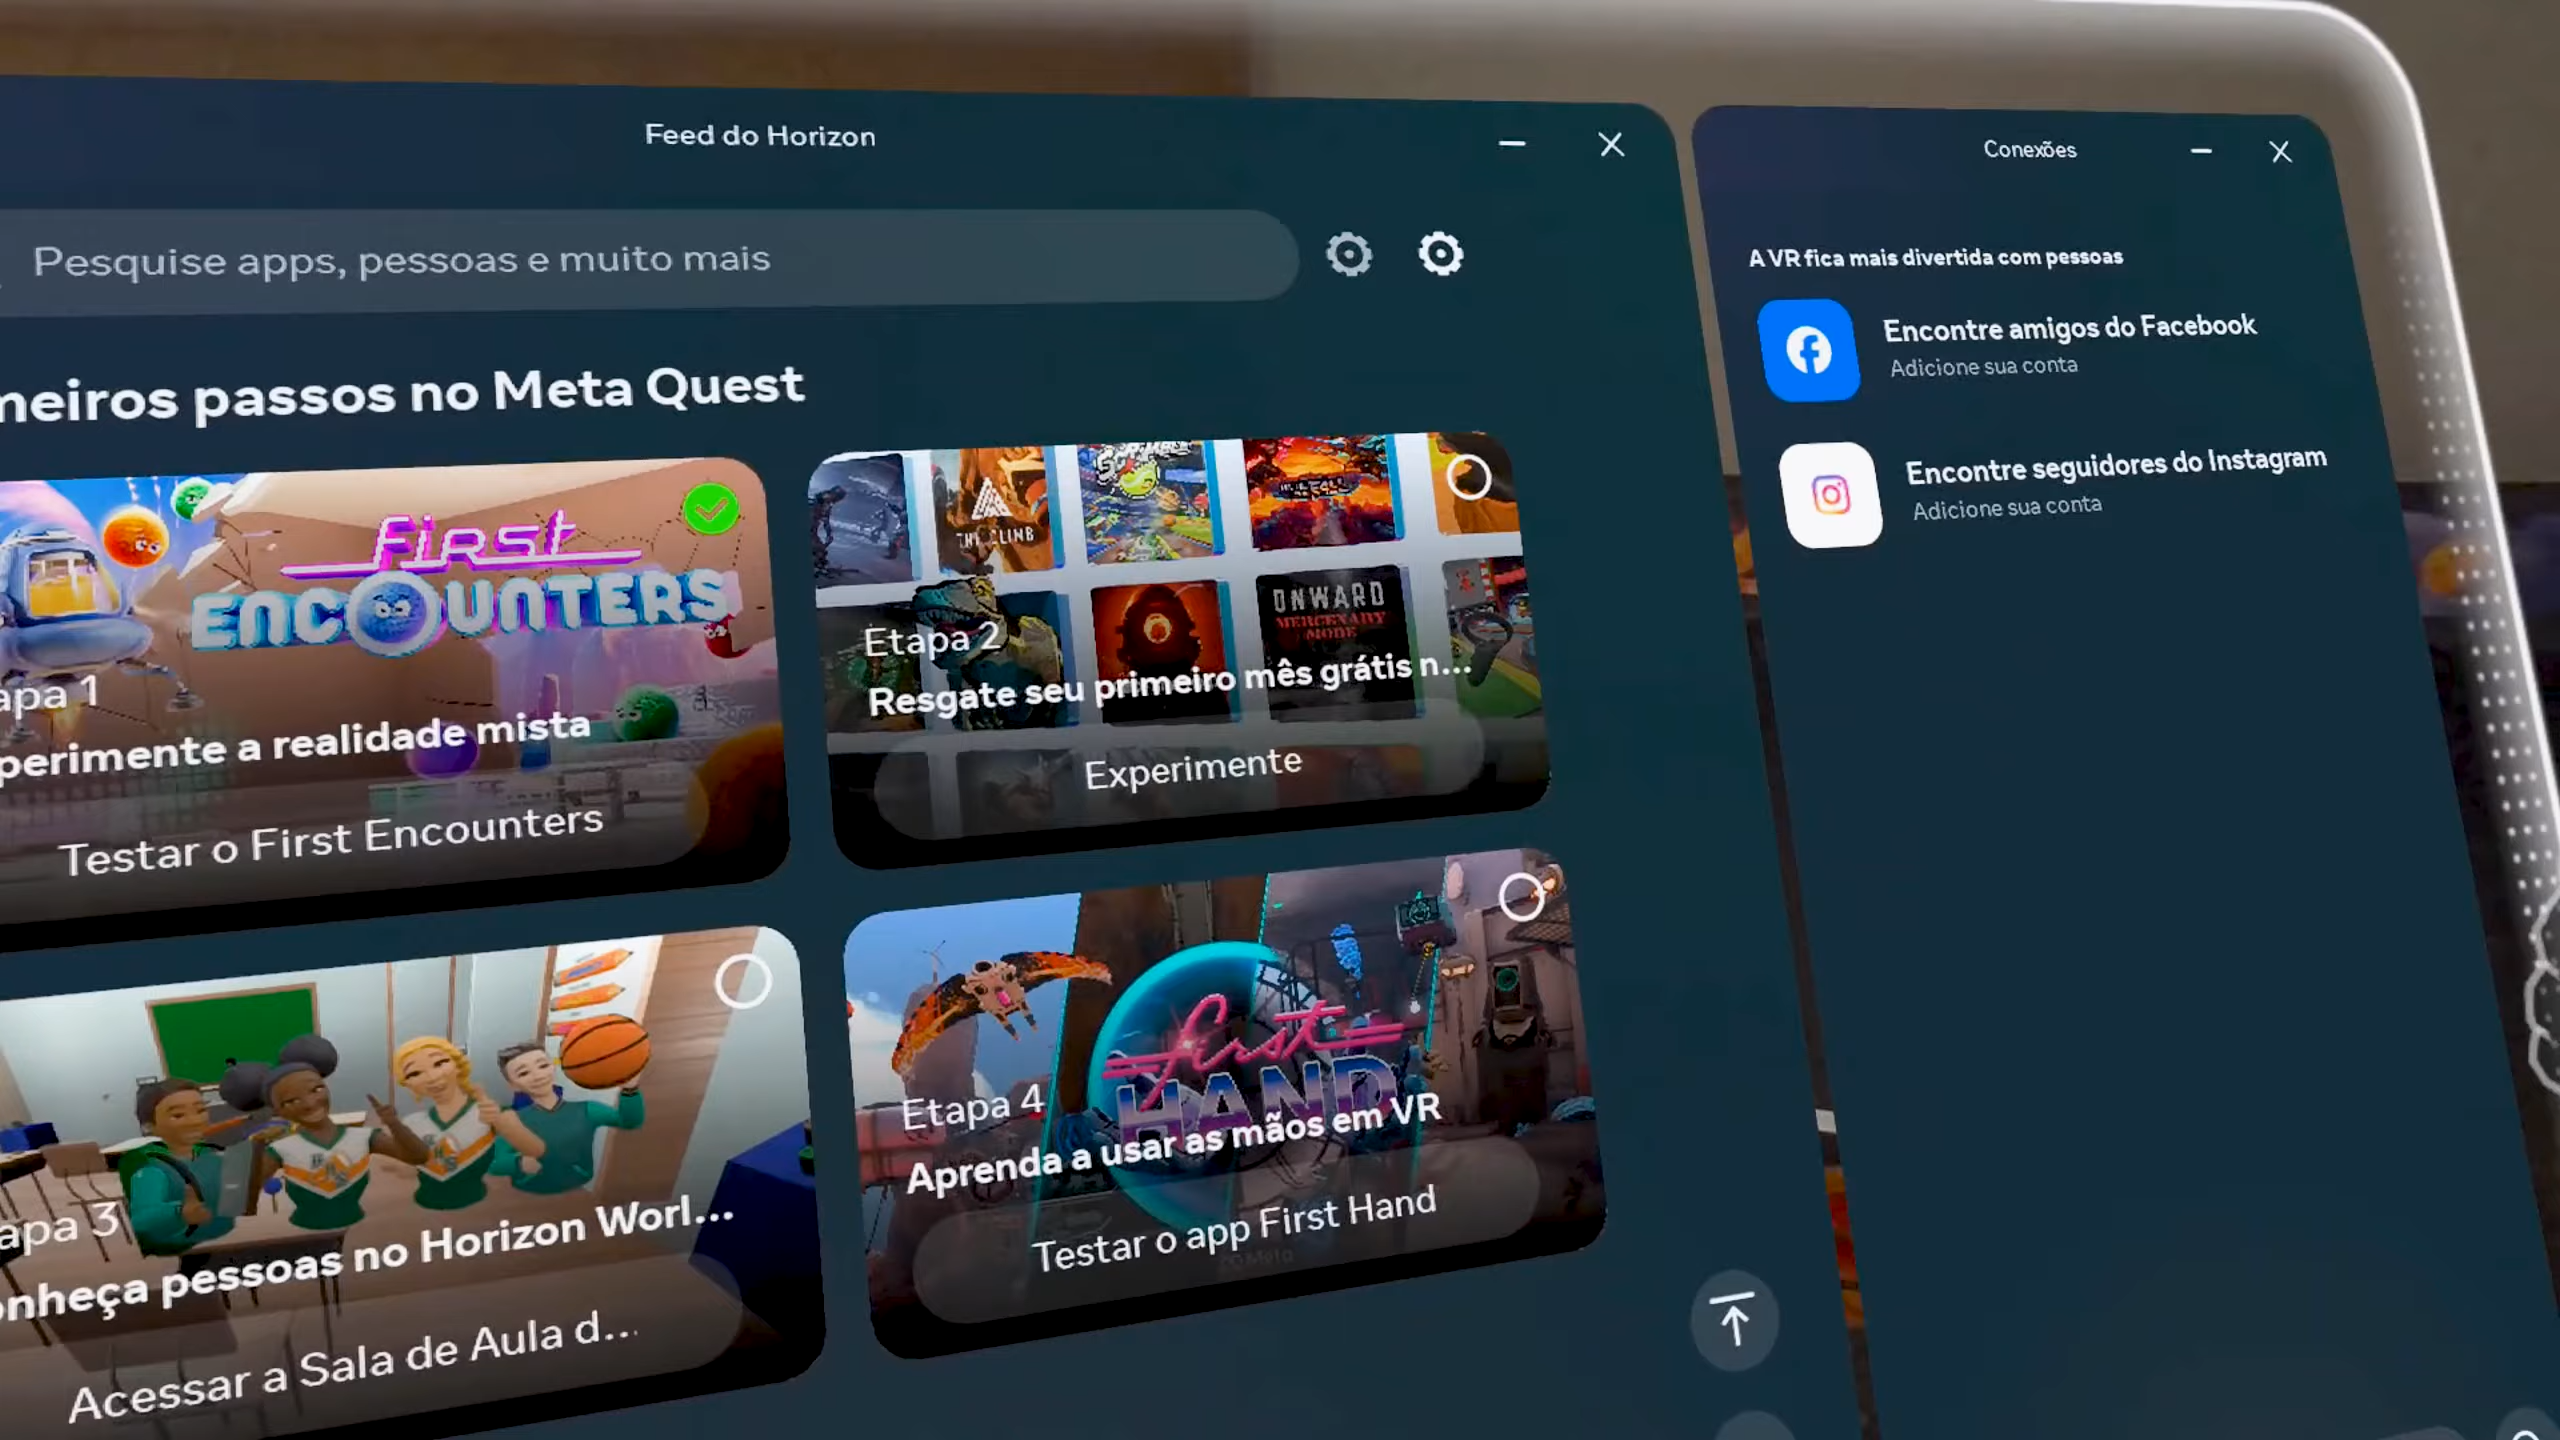 Feed do Horizon
Pesquise apps, pessoas e muito mais
meiros passos no Meta Quest
First
ENCOUNTERS
apa 1
perimente a realidade mista
Testar o First Encounters
THE CLIMB
ONWARD
MERCENARY
MODE
Etapa 2
Resgate seu primeiro mês grátis n...
Experimente
apa 3
onheça pessoas no Horizon Worl...
Acessar a Sala de Aula d...
first
HAND
Etapa 4
Aprenda a usar as mãos em VR
Testar o app First Hand
Conexões
A VR fica mais divertida com pessoas
Encontre amigos do Facebook
Adicione sua conta
Encontre seguidores do Instagram
Adicione sua conta